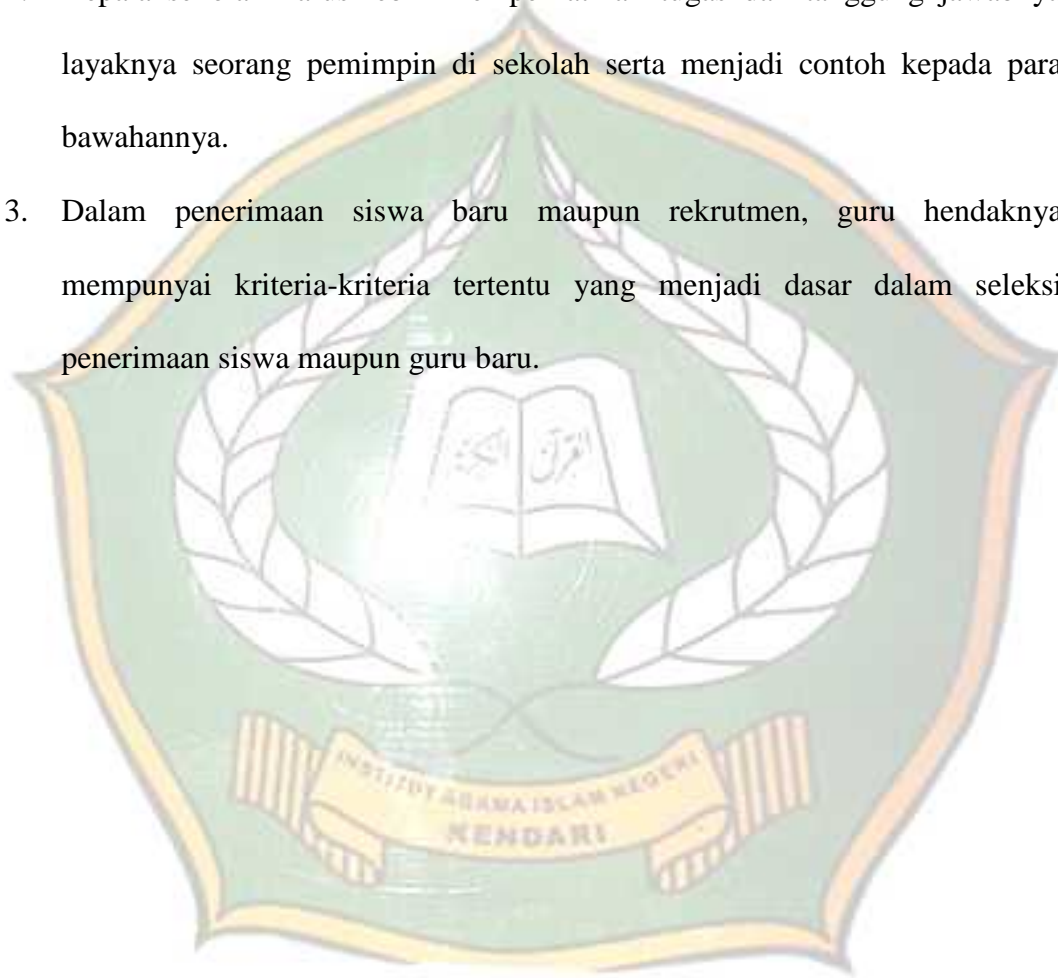 layaknya seorang pemimpin di sekolah serta menjadi contoh kepada para
bawahannya.
3. Dalam penerimaan siswa baru maupun rekrutmen, guru hendaknya
mempunyai kriteria-kriteria tertentu yang menjadi dasar dalam seleksi
penerimaan siswa maupun guru baru.
القرآن الكريم
INSTITUT AGAMA ISLAM NEGERI
KENDARI